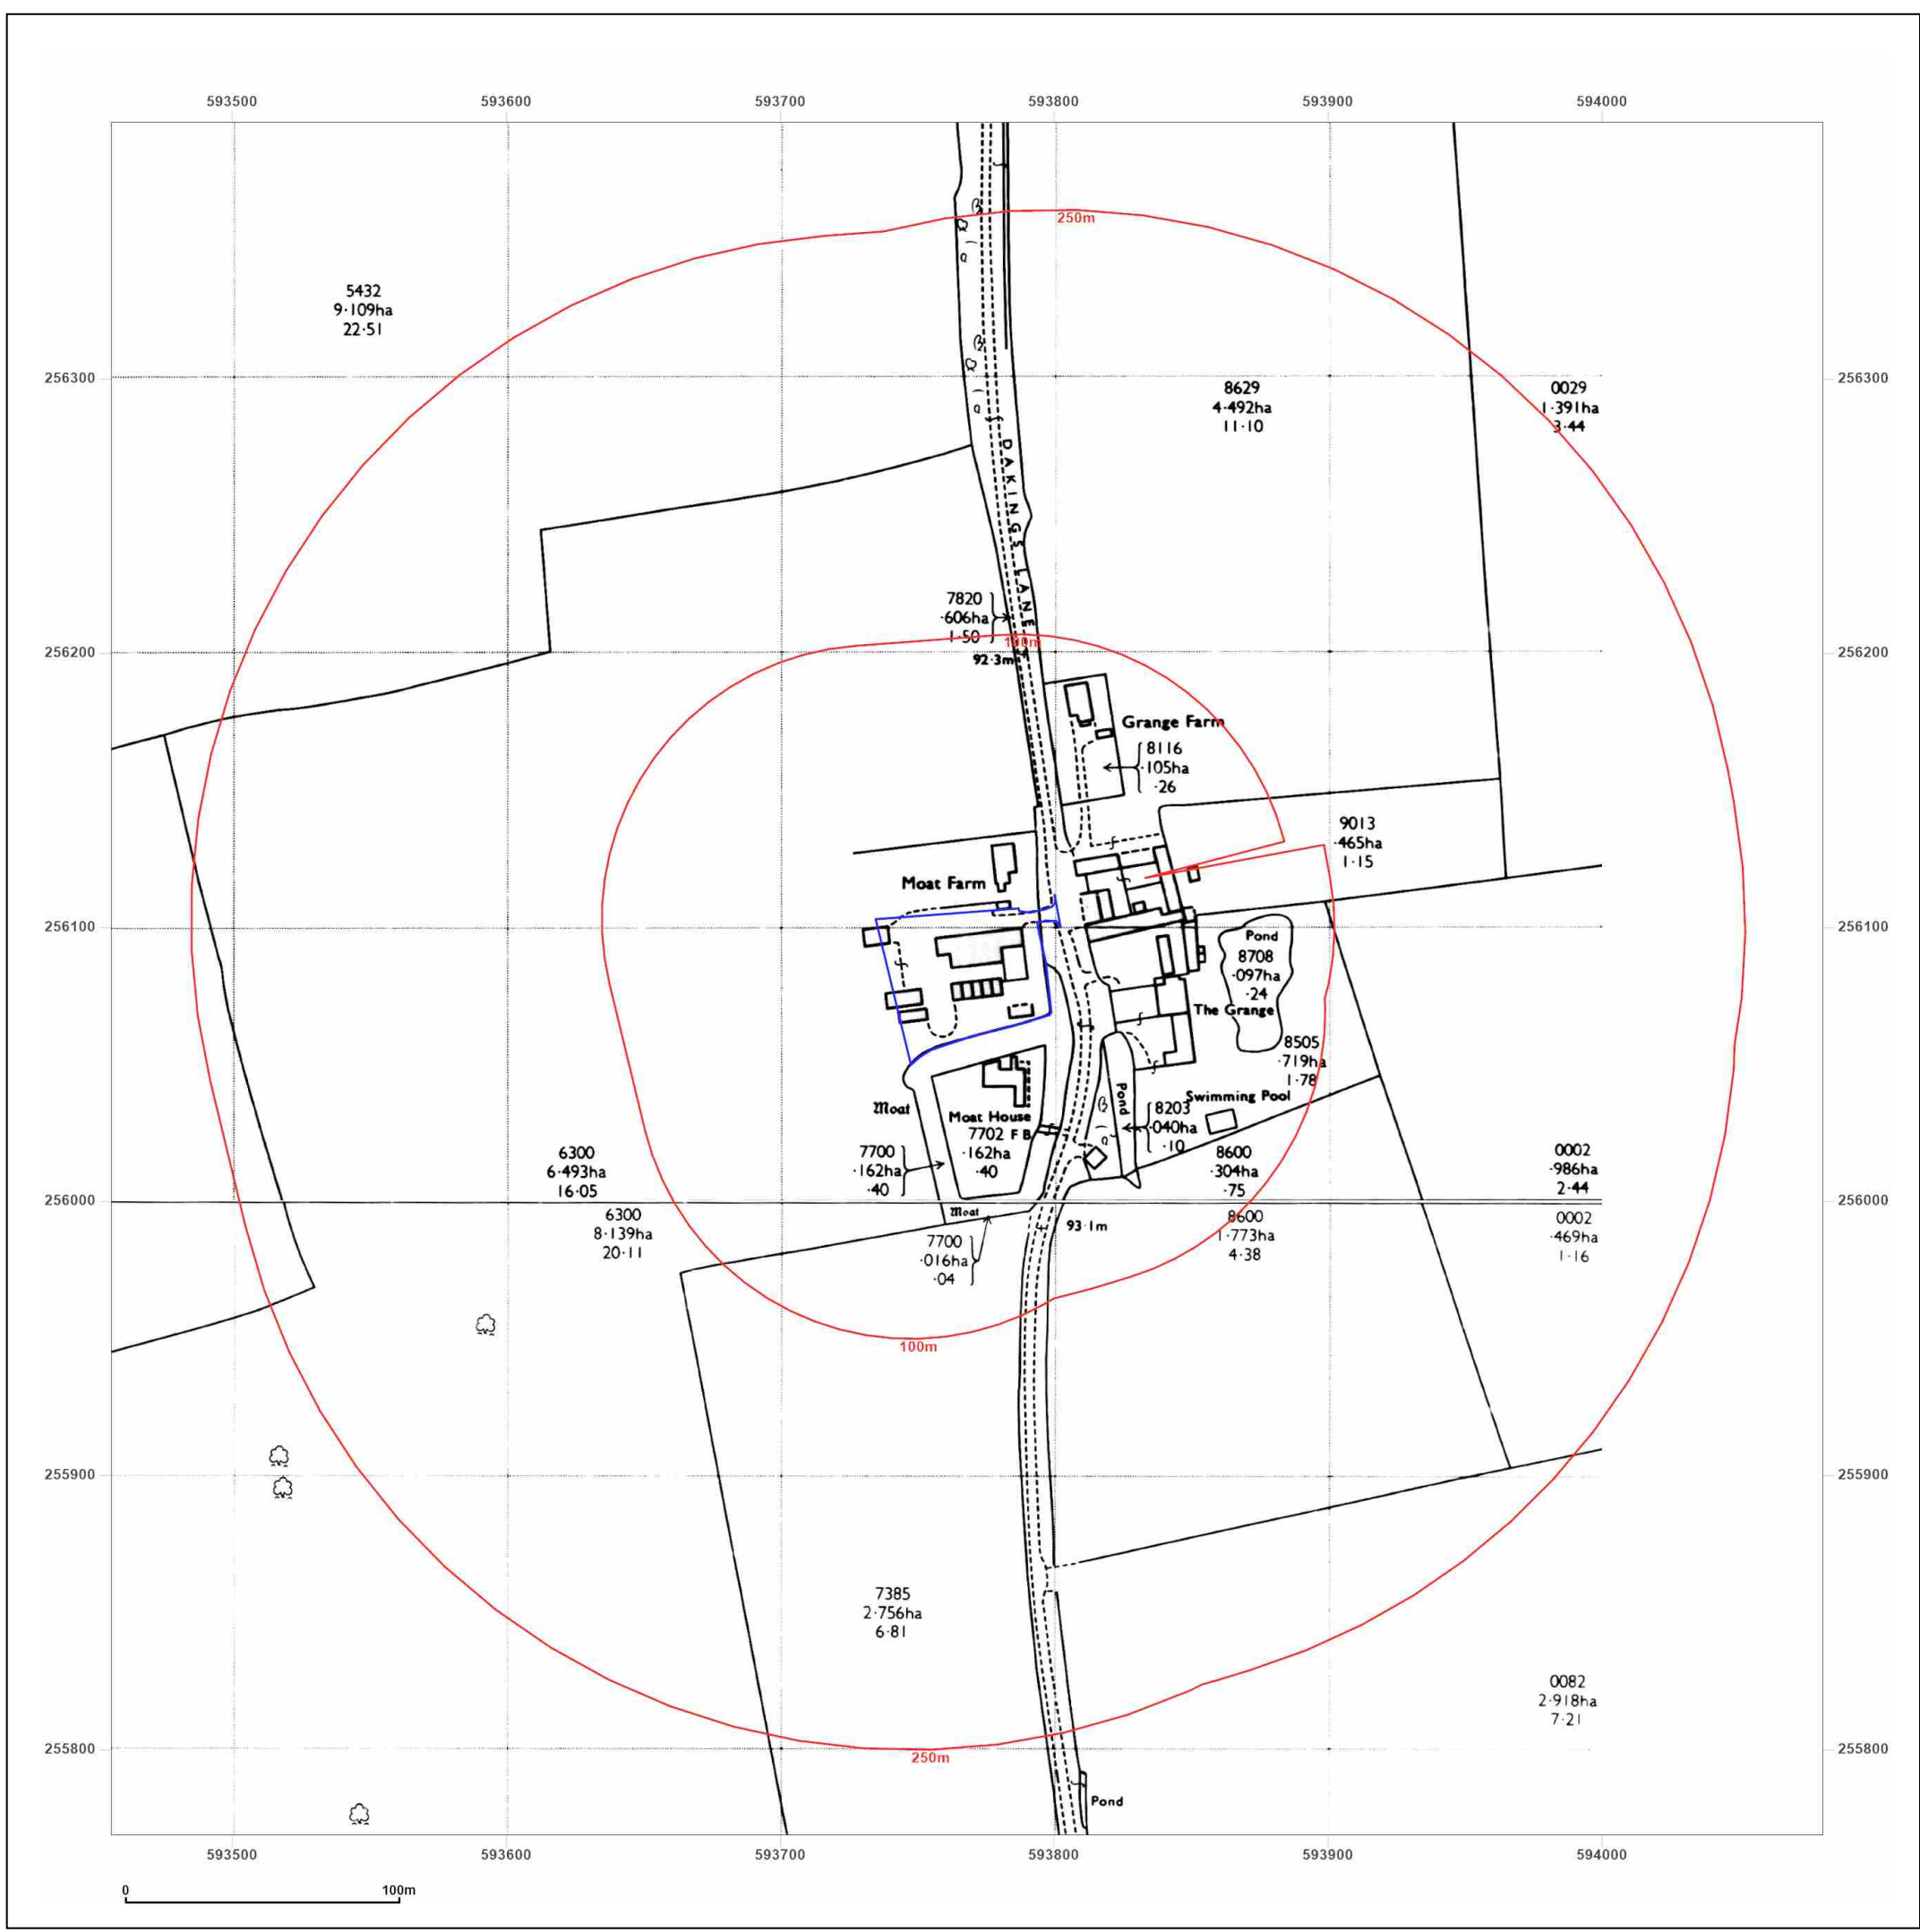 593500 593600 593700 593800 593900 594000
250m
5432
9·109ha
22·51
256300
8629
4·492ha
11·10
0029
1·391ha
3·44
256300
DAKINGS LANE
7820
·606ha
1·50
100m
92·3m
256200
256200
Grange Farm
8116
·105ha
·26
9013
·465ha
1·15
Moat Farm
256100
256100
Pond
8708
·097ha
·24
The Grange
8505
·719ha
1·78
Swimming Pool
Pond
8203
·040ha
·10
Moat
Moat House
7702 F B
·162ha
·40
7700
·162ha
·40
6300
6·493ha
16·05
8600
·304ha
·75
0002
·986ha
2·44
256000
256000
Moat
6300
8·139ha
20·11
7700
·016ha
·04
93·1m
8600
1·773ha
4·38
0002
·469ha
1·16
100m
255900
255900
7385
2·756ha
6·81
0082
2·918ha
7·21
255800
255800
250m
Pond
593500 593600 593700 593800 593900 594000
0 100m